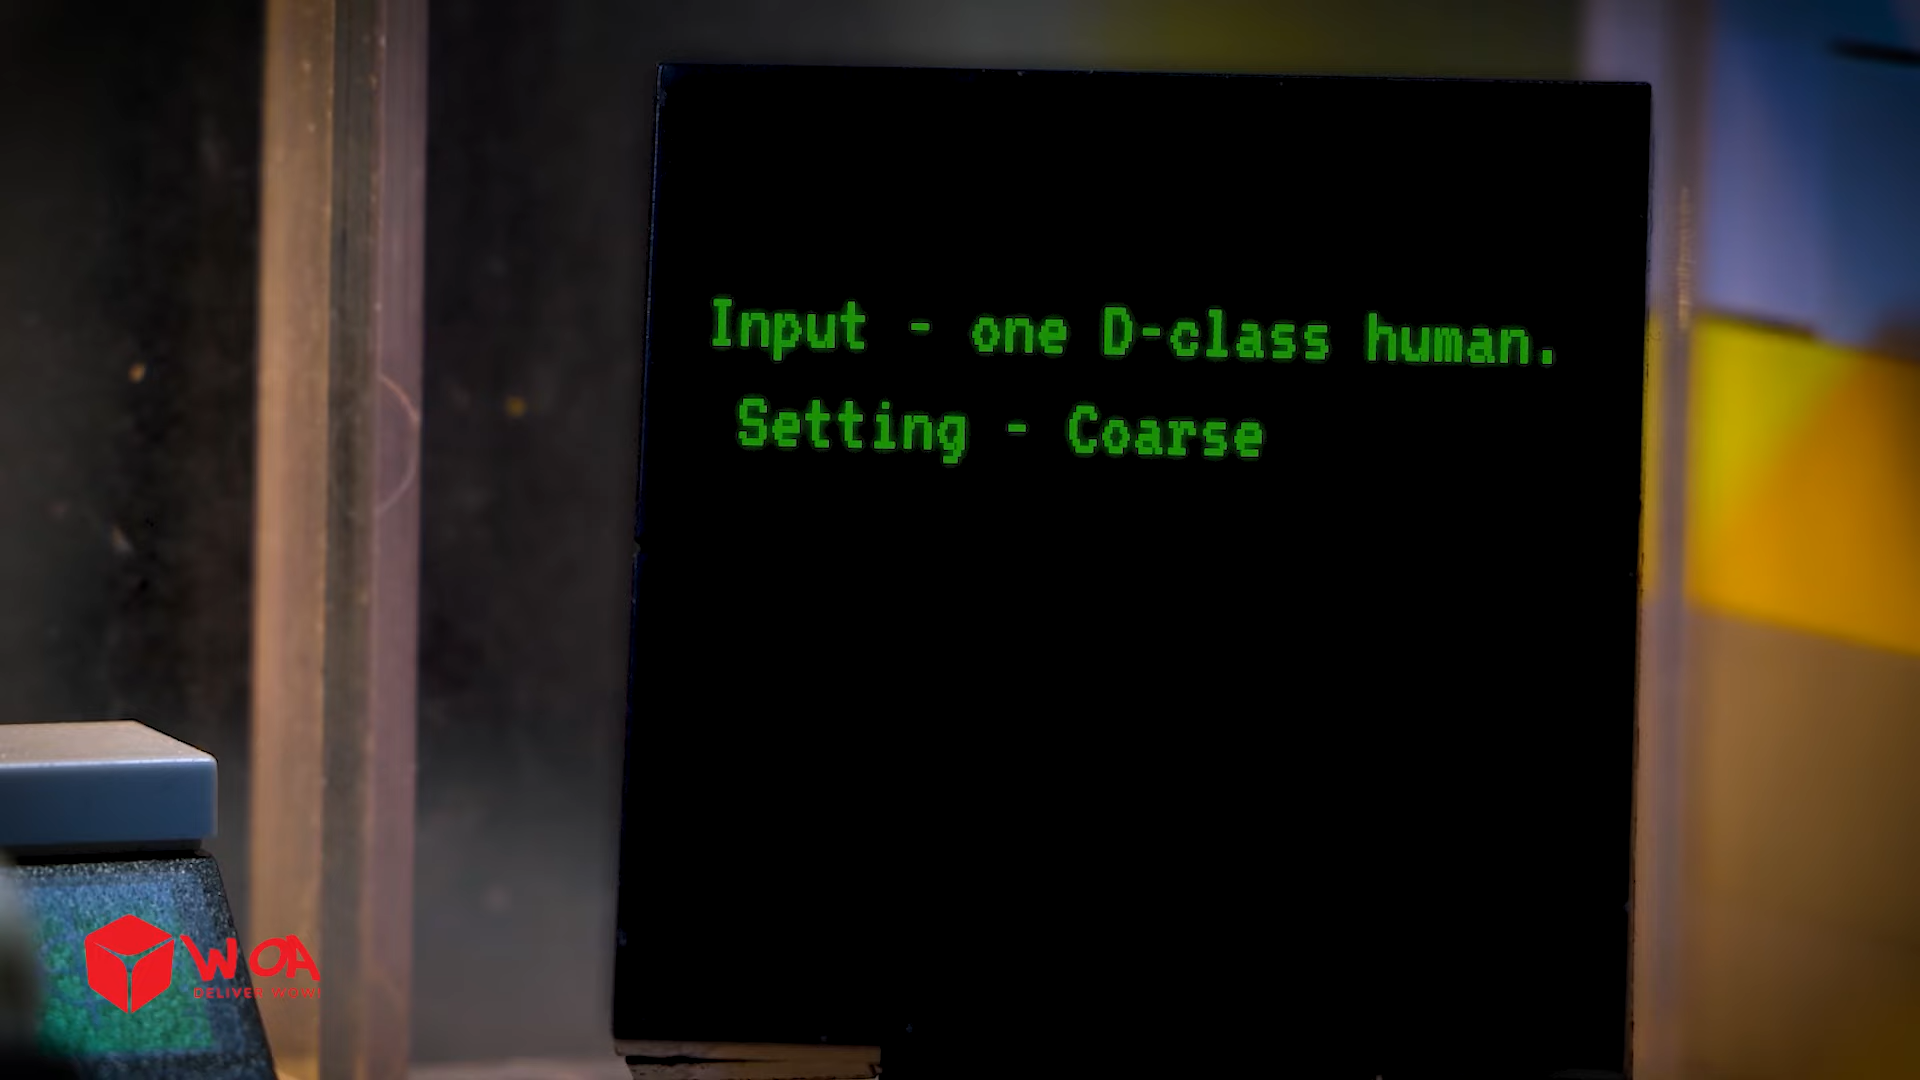 Input - one D-class human.
Setting - Coarse
WOA
DELIVER WOW!